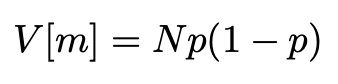 V[m] = Np(1 − p)